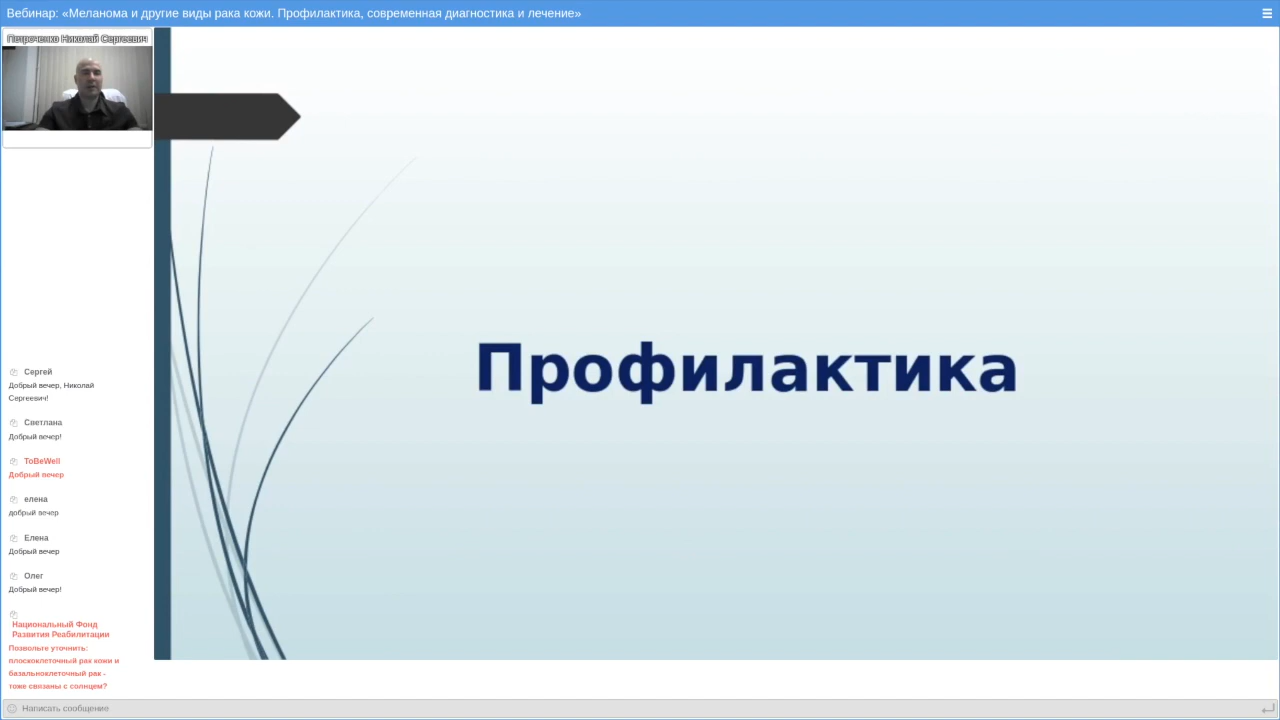 Вебинар: «Меланома и другие виды рака кожи. Профилактика, современная диагностика и лечение»
Петроченко Николай Сергеевич
Профилактика
Сергей
Добрый вечер, Николай
Сергеевич!
Светлана
Добрый вечер!
ToBeWell
Добрый вечер
елена
добрый вечер
Елена
Добрый вечер
Олег
Добрый вечер!
Национальный Фонд
Развития Реабилитации
Позвольте уточнить:
плоскоклеточный рак кожи и
базальноклеточный рак -
тоже связаны с солнцем?
Написать сообщение